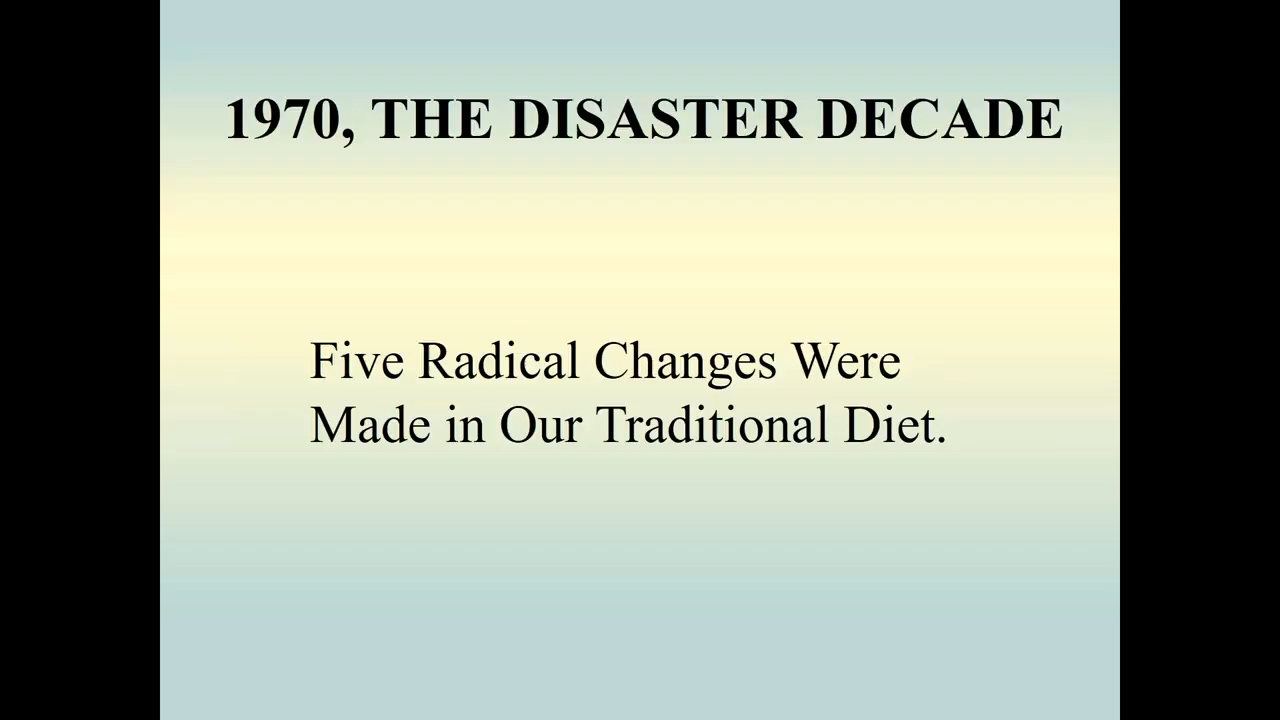 1970, THE DISASTER DECADE
Five Radical Changes Were
Made in Our Traditional Diet.